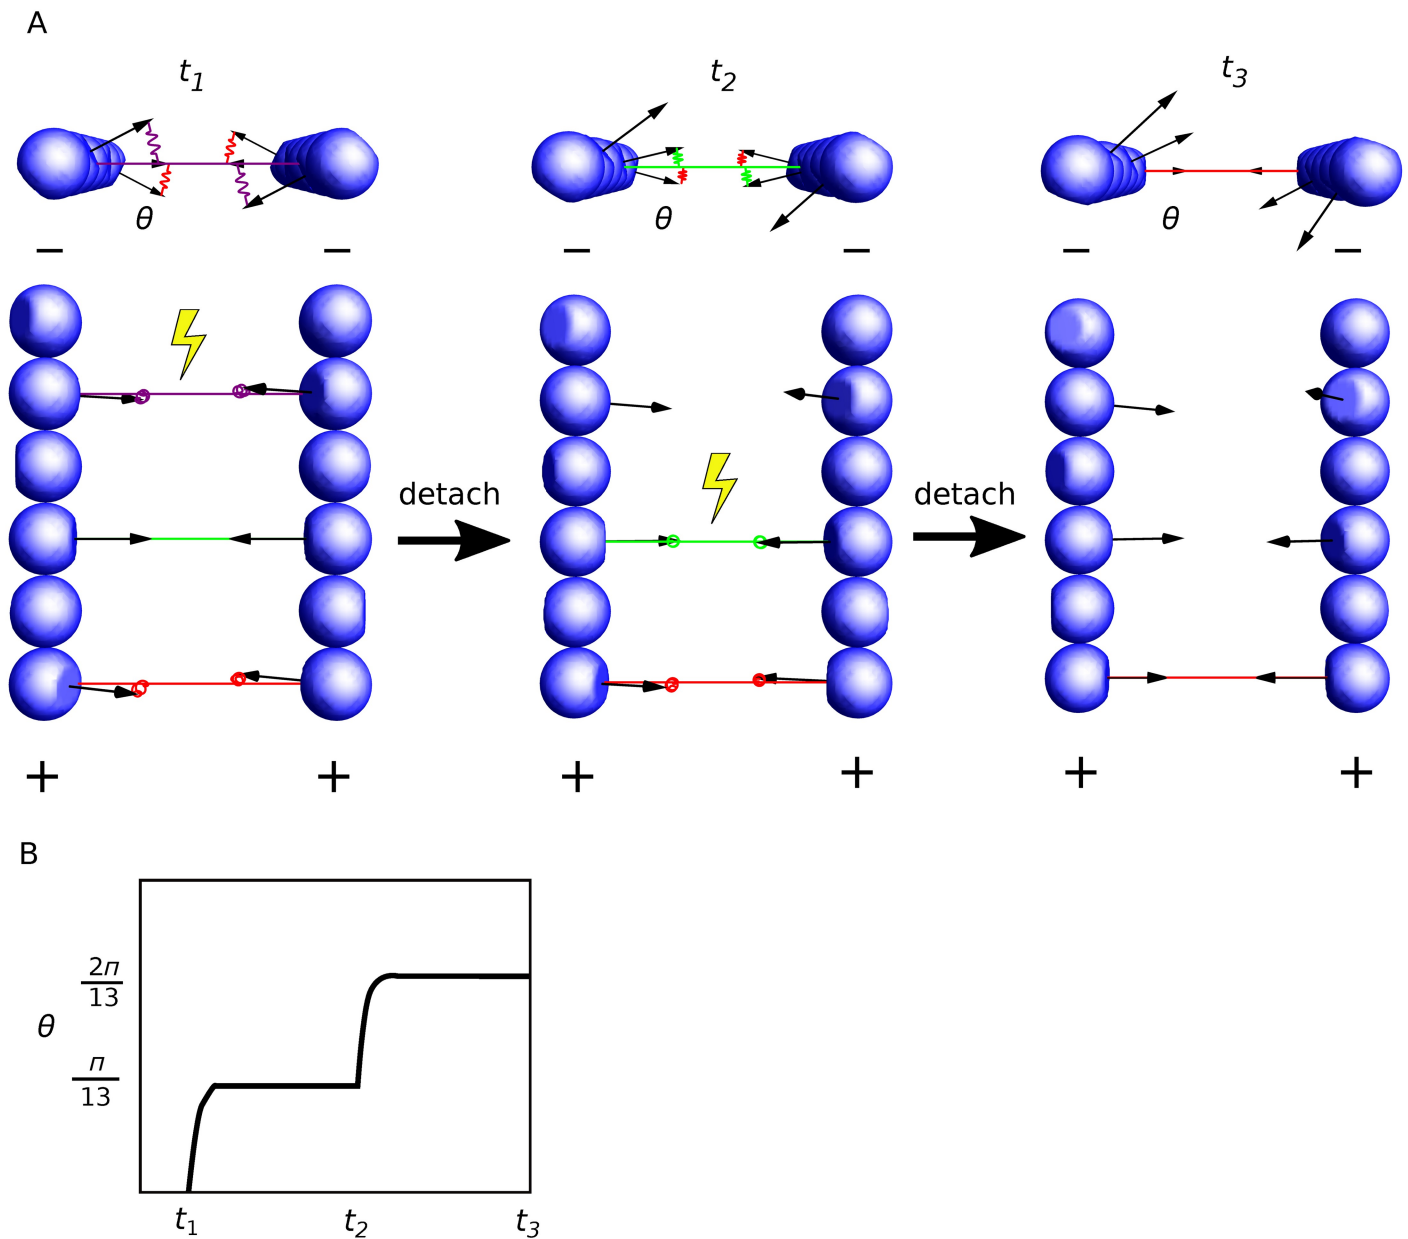 A
t1 t2 t3
θ θ θ
− − − − − −
detach detach
+ + + + + +
B
2π
13
θ
π
13
t1 t2 t3